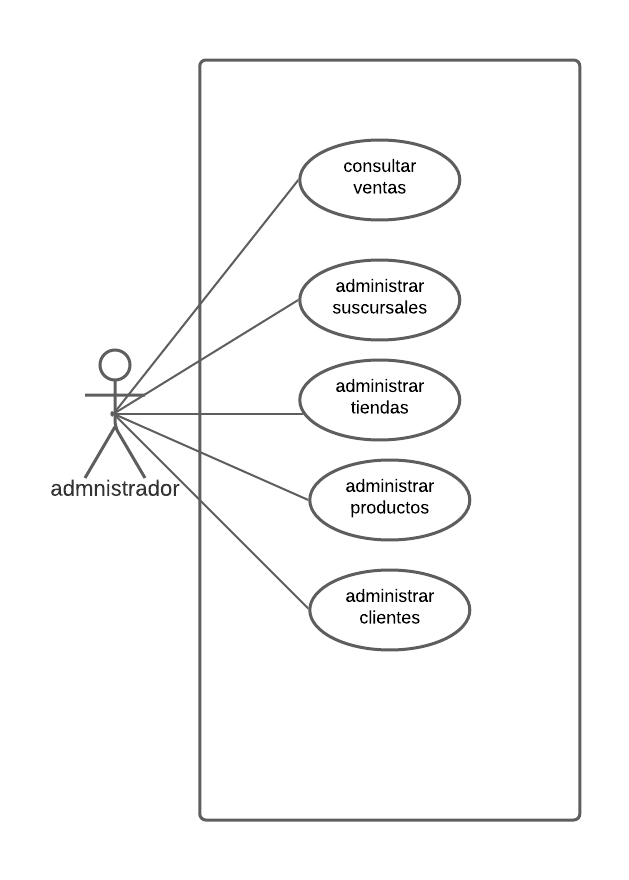 consultar
ventas
administrar
suscursales
administrar
tiendas
administrar
productos
admnistrador
administrar
clientes